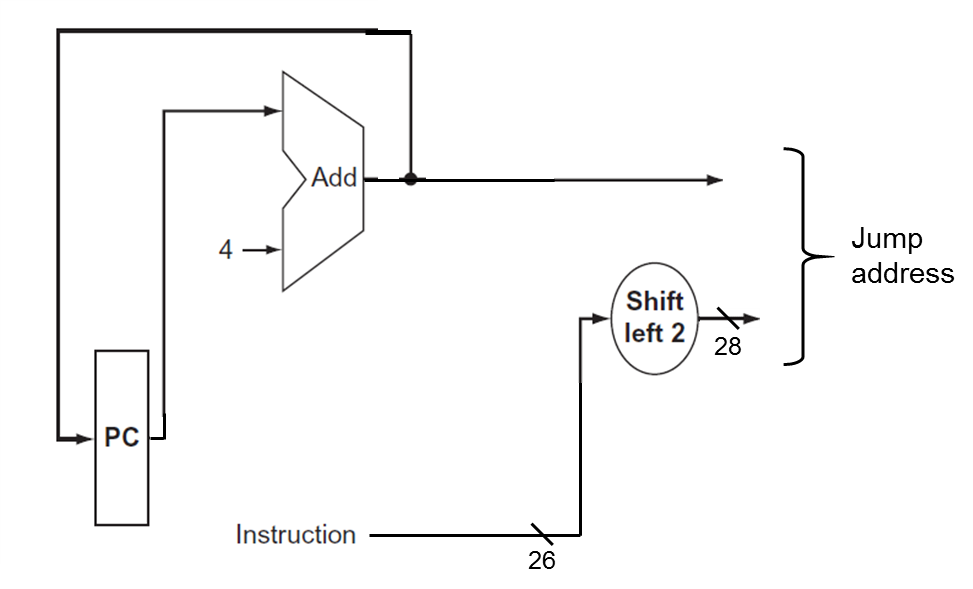 Add
4
Jump
address
Shift
left 2
28
PC
Instruction
26